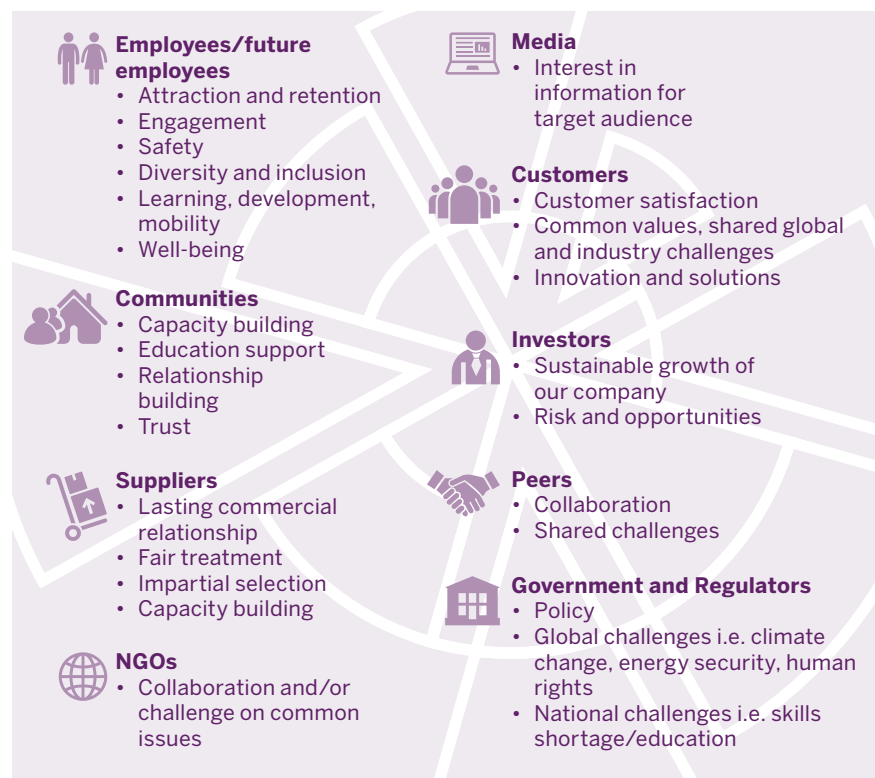 Employees/future
employees
• Attraction and retention
• Engagement
• Safety
• Diversity and inclusion
• Learning, development,
mobility
• Well-being
Communities
• Capacity building
• Education support
• Relationship
building
• Trust
Suppliers
• Lasting commercial
relationship
• Fair treatment
• Impartial selection
• Capacity building
NGOs
• Collaboration and/or
challenge on common
issues
Media
• Interest in
information for
target audience
Customers
• Customer satisfaction
• Common values, shared global
and industry challenges
• Innovation and solutions
Investors
• Sustainable growth of
our company
• Risk and opportunities
Peers
• Collaboration
• Shared challenges
Government and Regulators
• Policy
• Global challenges i.e. climate
change, energy security, human
rights
• National challenges i.e. skills
shortage/education